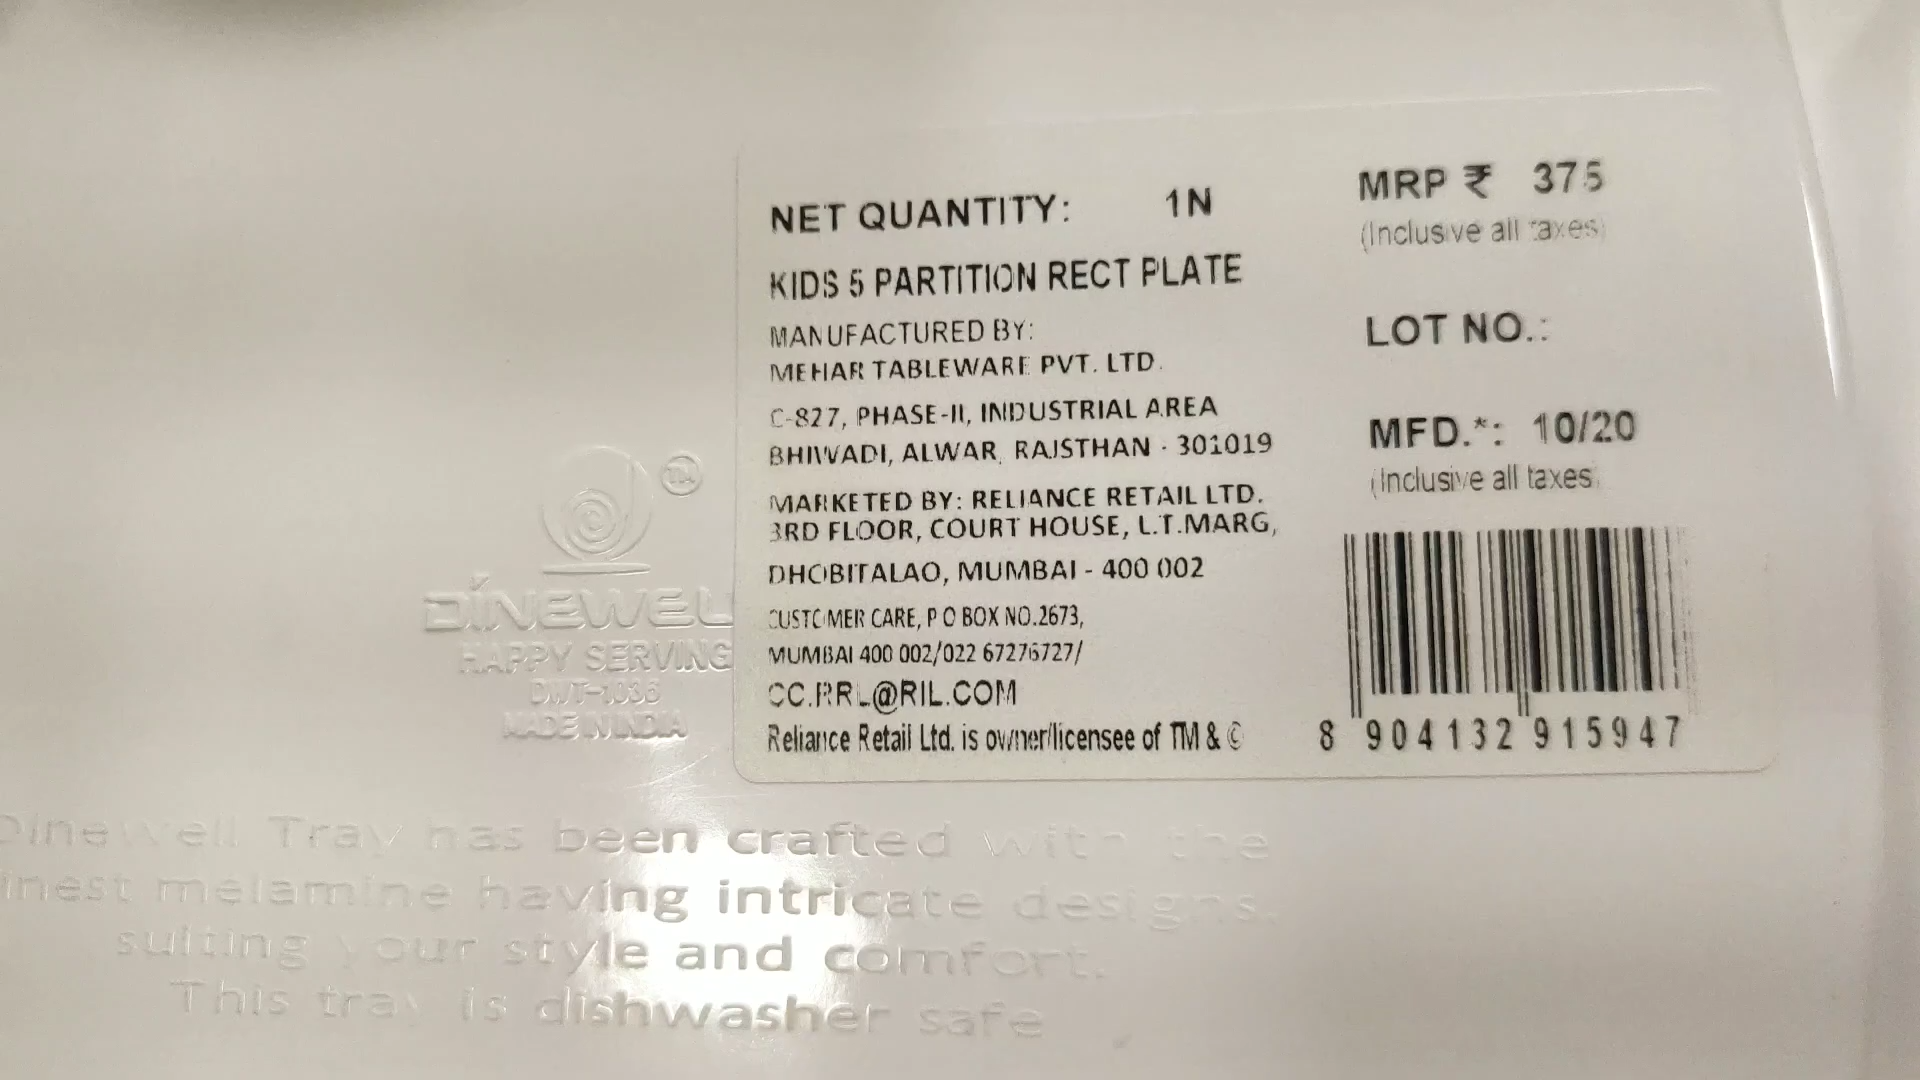 NET QUANTITY: 1N
KIDS 5 PARTITION RECT PLATE
MANUFACTURED BY:
MEHAR TABLEWARE PVT. LTD.
C-827, PHASE-II, INDUSTRIAL AREA
BHIWADI, ALWAR, RAJSTHAN - 301019
MARKETED BY: RELIANCE RETAIL LTD.
3RD FLOOR, COURT HOUSE, L.T.MARG,
DHOBITALAO, MUMBAI - 400 002
CUSTOMER CARE, P O BOX NO.2673,
MUMBAI 400 002/022 67276727/
CC.RRL@RIL.COM
Reliance Retail Ltd. is owner/licensee of TM & ©
MRP ₹ 375
(Inclusive all taxes)
LOT NO.:
MFD.*: 10/20
(Inclusive all taxes)
8 904132 915947
TM
DINEWELL
HAPPY SERVING
DWT-1036
MADE IN INDIA
Dinewell Tray has been crafted with the
finest melamine having intricate designs.
suiting your style and comfort.
This tray is dishwasher safe